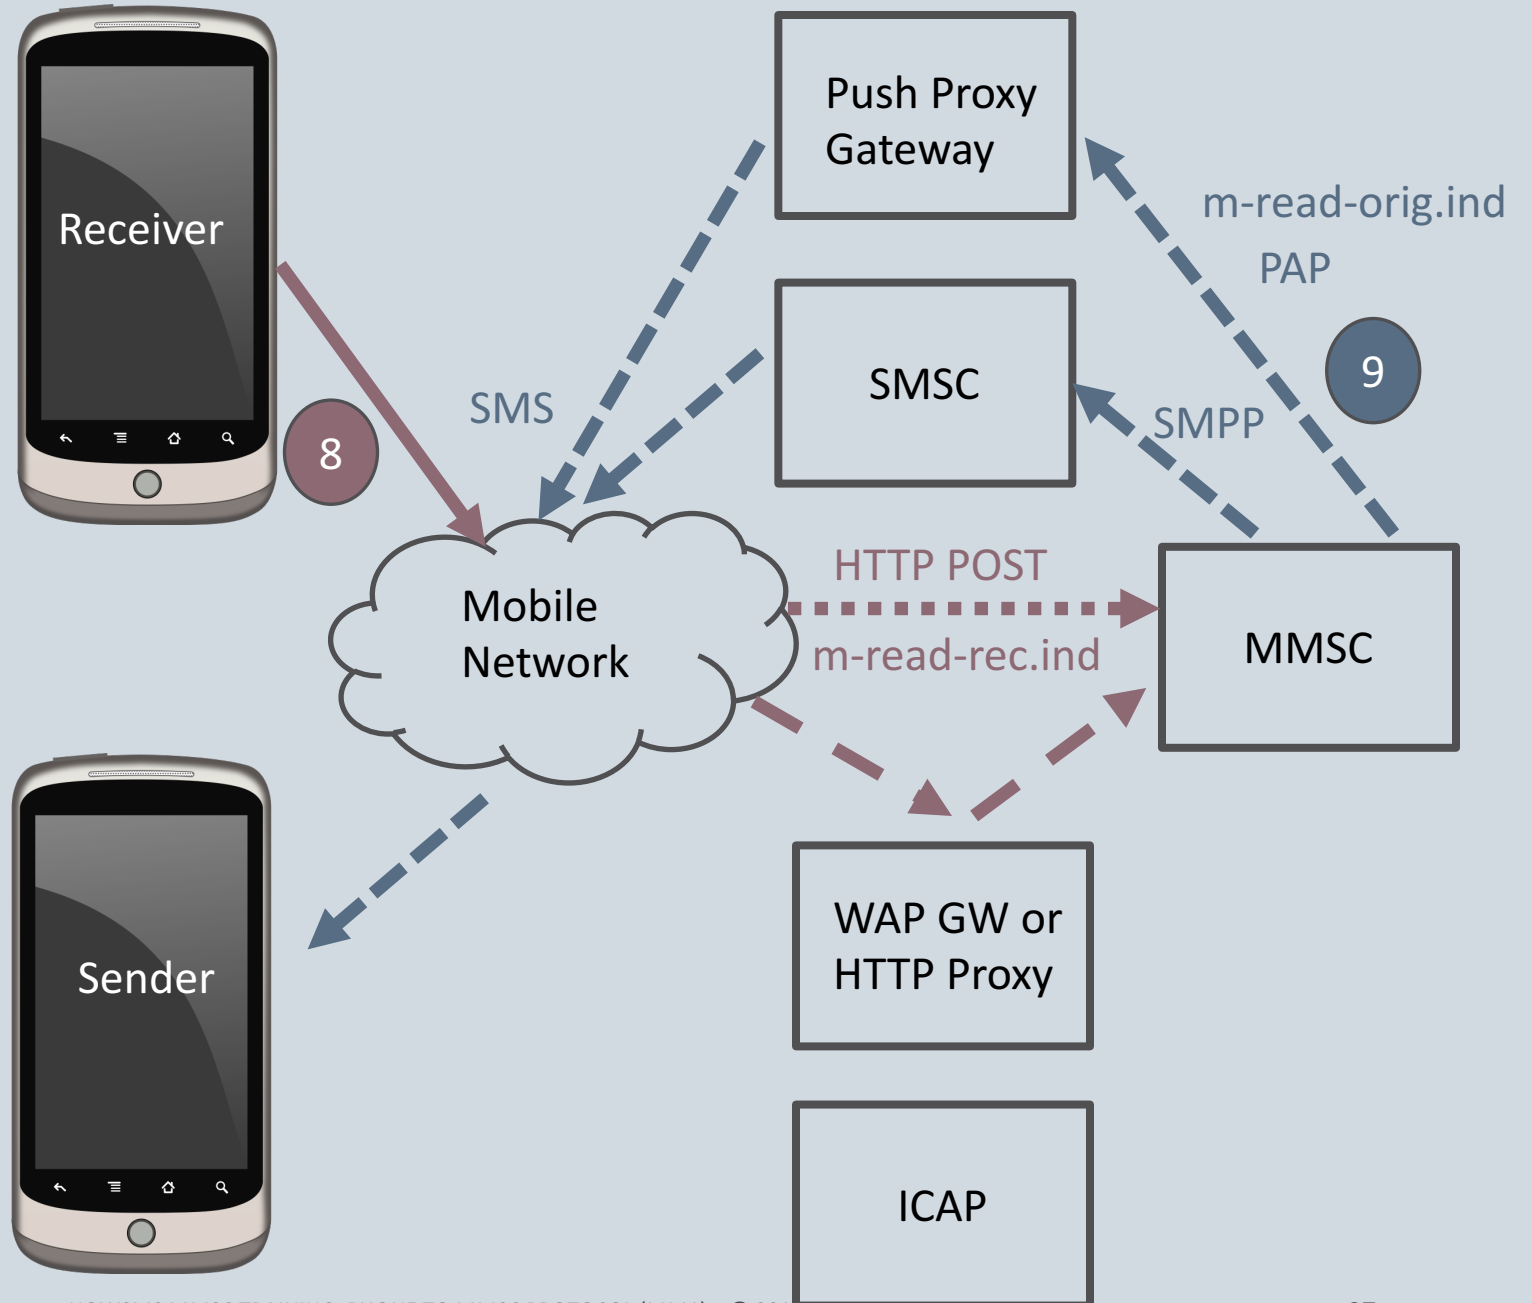 Push Proxy
Gateway
Receiver
m-read-orig.ind
PAP
SMSC
9
SMS
SMPP
8
HTTP POST
Mobile
Network
m-read-rec.ind
MMSC
WAP GW or
HTTP Proxy
Sender
ICAP